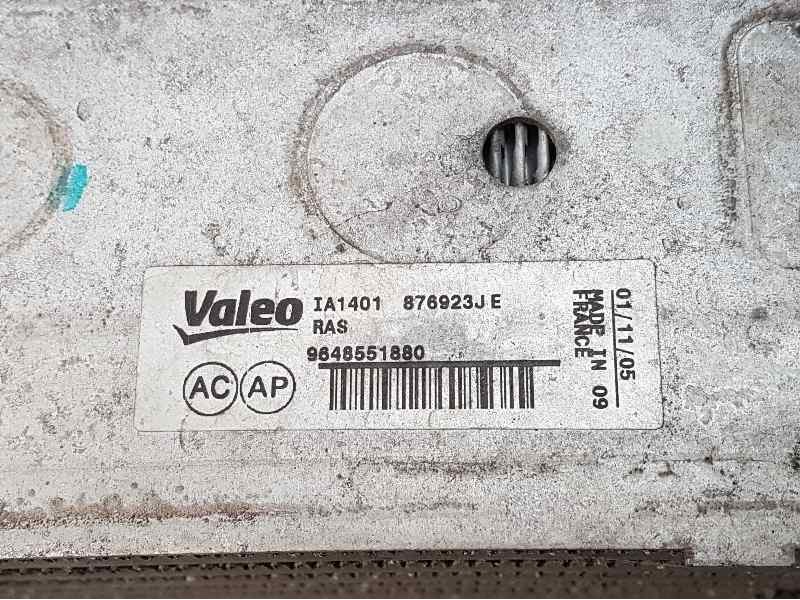 Valeo IA1401 876923J E
RAS
9648551880
AC AP
01/11/05
MADE IN 09
FRANCE